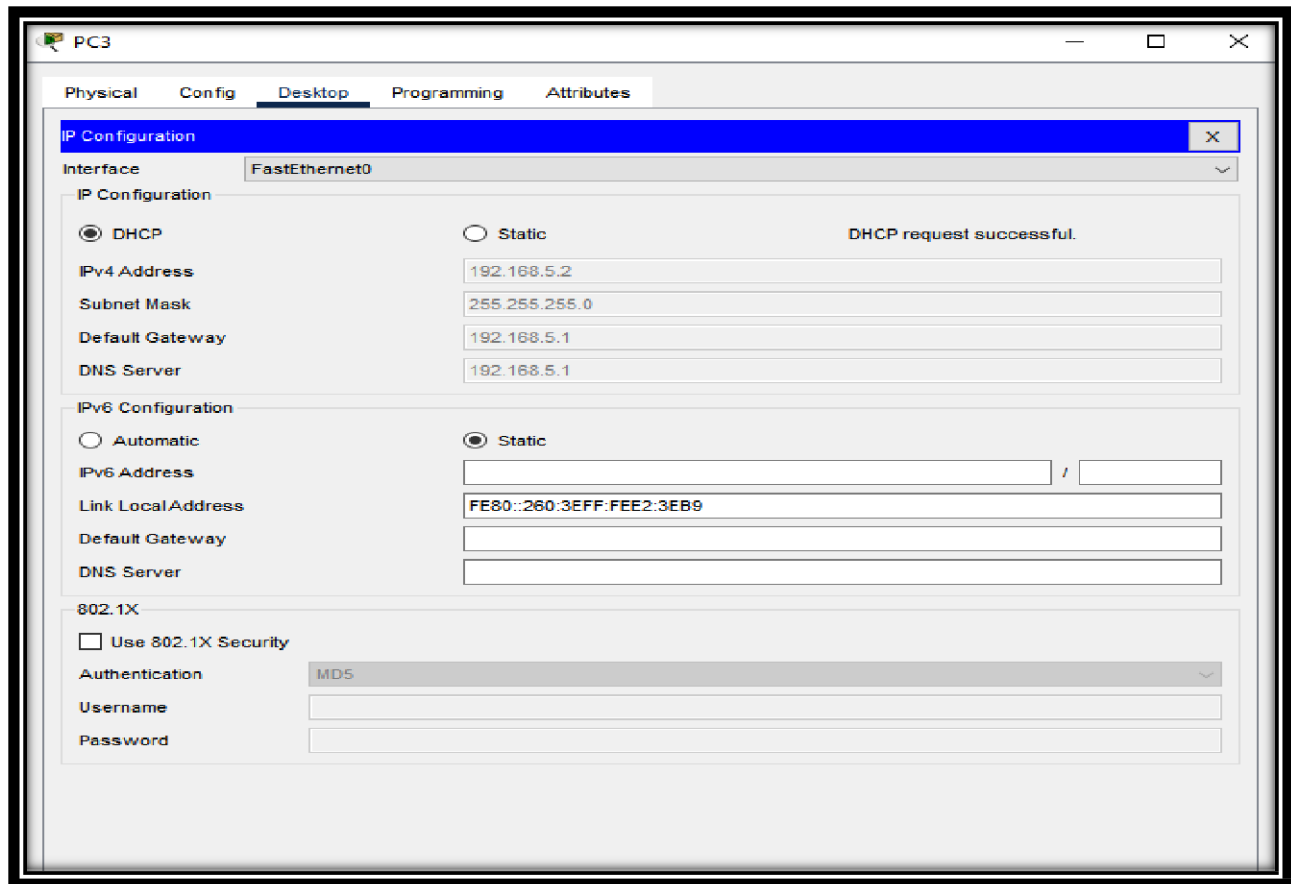 PC3
Physical Config Desktop Programming Attributes
IP Configuration X
Interface FastEthernet0
IP Configuration
DHCP Static DHCP request successful.
IPv4 Address 192.168.5.2
Subnet Mask 255.255.255.0
Default Gateway 192.168.5.1
DNS Server 192.168.5.1
IPv6 Configuration
Automatic Static
IPv6 Address /
Link Local Address FE80::260:3EFF:FEE2:3EB9
Default Gateway
DNS Server
802.1X
Use 802.1X Security
Authentication MD5
Username
Password